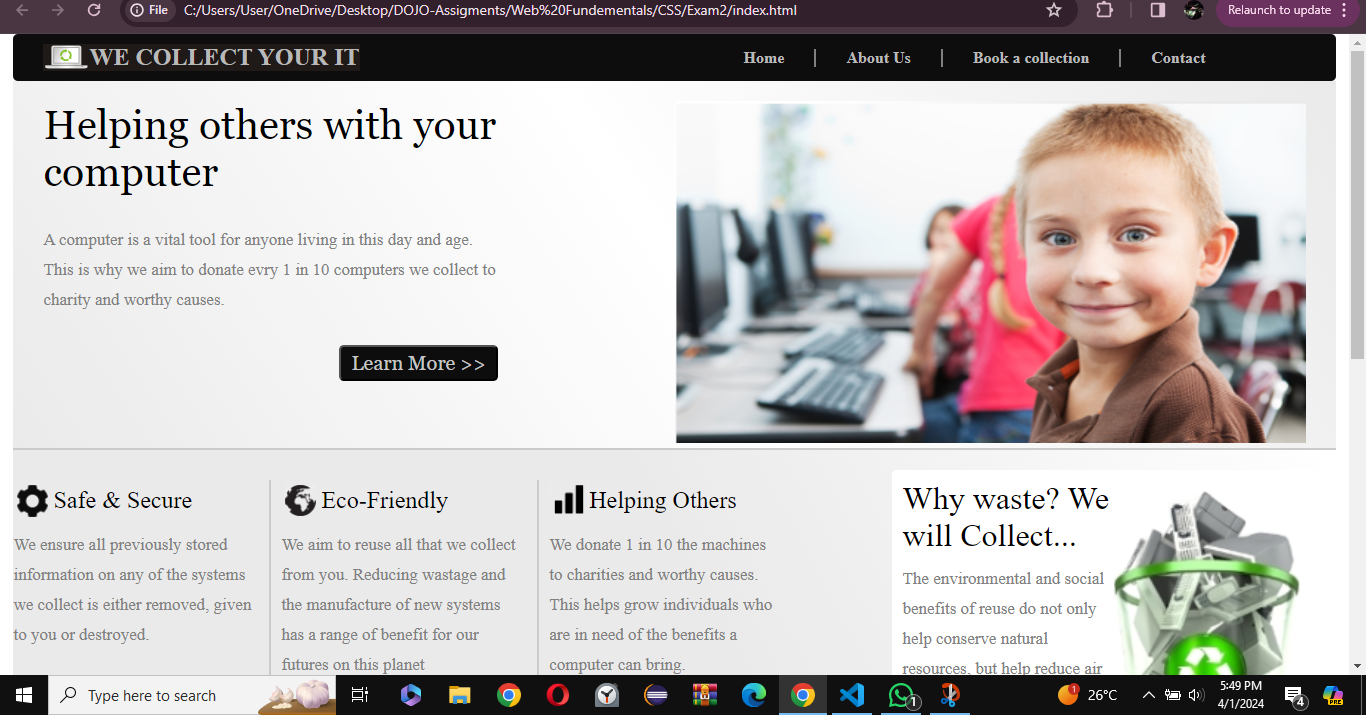 File C:/Users/User/OneDrive/Desktop/DOJO-Assigments/Web%20Fundementals/CSS/Exam2/index.html Relaunch to update
WE COLLECT YOUR IT Home About Us Book a collection Contact
Helping others with your
computer
A computer is a vital tool for anyone living in this day and age.
This is why we aim to donate evry 1 in 10 computers we collect to
charity and worthy causes.
Learn More >>
Safe & Secure
We ensure all previously stored
information on any of the systems
we collect is either removed, given
to you or destroyed.
Eco-Friendly
We aim to reuse all that we collect
from you. Reducing wastage and
the manufacture of new systems
has a range of benefit for our
futures on this planet
Helping Others
We donate 1 in 10 the machines
to charities and worthy causes.
This helps grow individuals who
are in need of the benefits a
computer can bring.
Why waste? We
will Collect...
The environmental and social
benefits of reuse do not only
help conserve natural
resources, but help reduce air
Type here to search
1
1
26°C
5:49 PM
4/1/2024
4
PRE